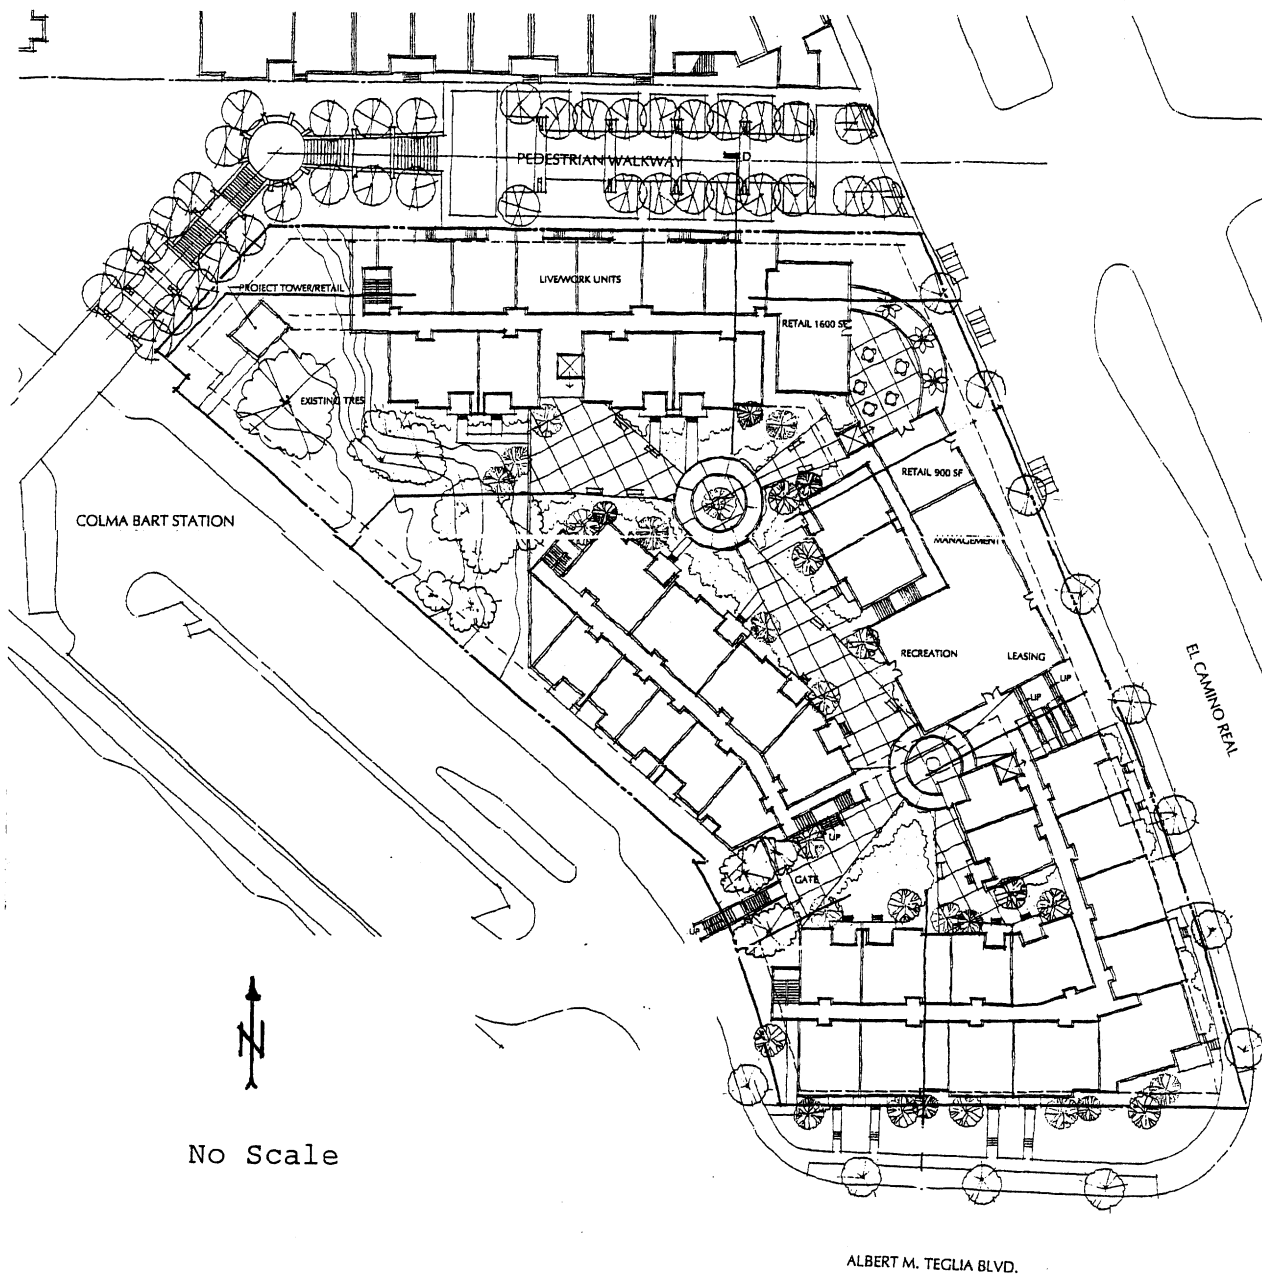 PEDESTRIAN WALKWAY
D
PROJECT TOWER/RETAIL
LIVE/WORK UNITS
RETAIL 1600 SF
EXISTING TRES
RETAIL 900 SF
COLMA BART STATION
MANAGEMENT
RECREATION
LEASING
EL CAMINO REAL
UP
UP
UP
GATE
UP
N
No Scale
ALBERT M. TEGLIA BLVD.